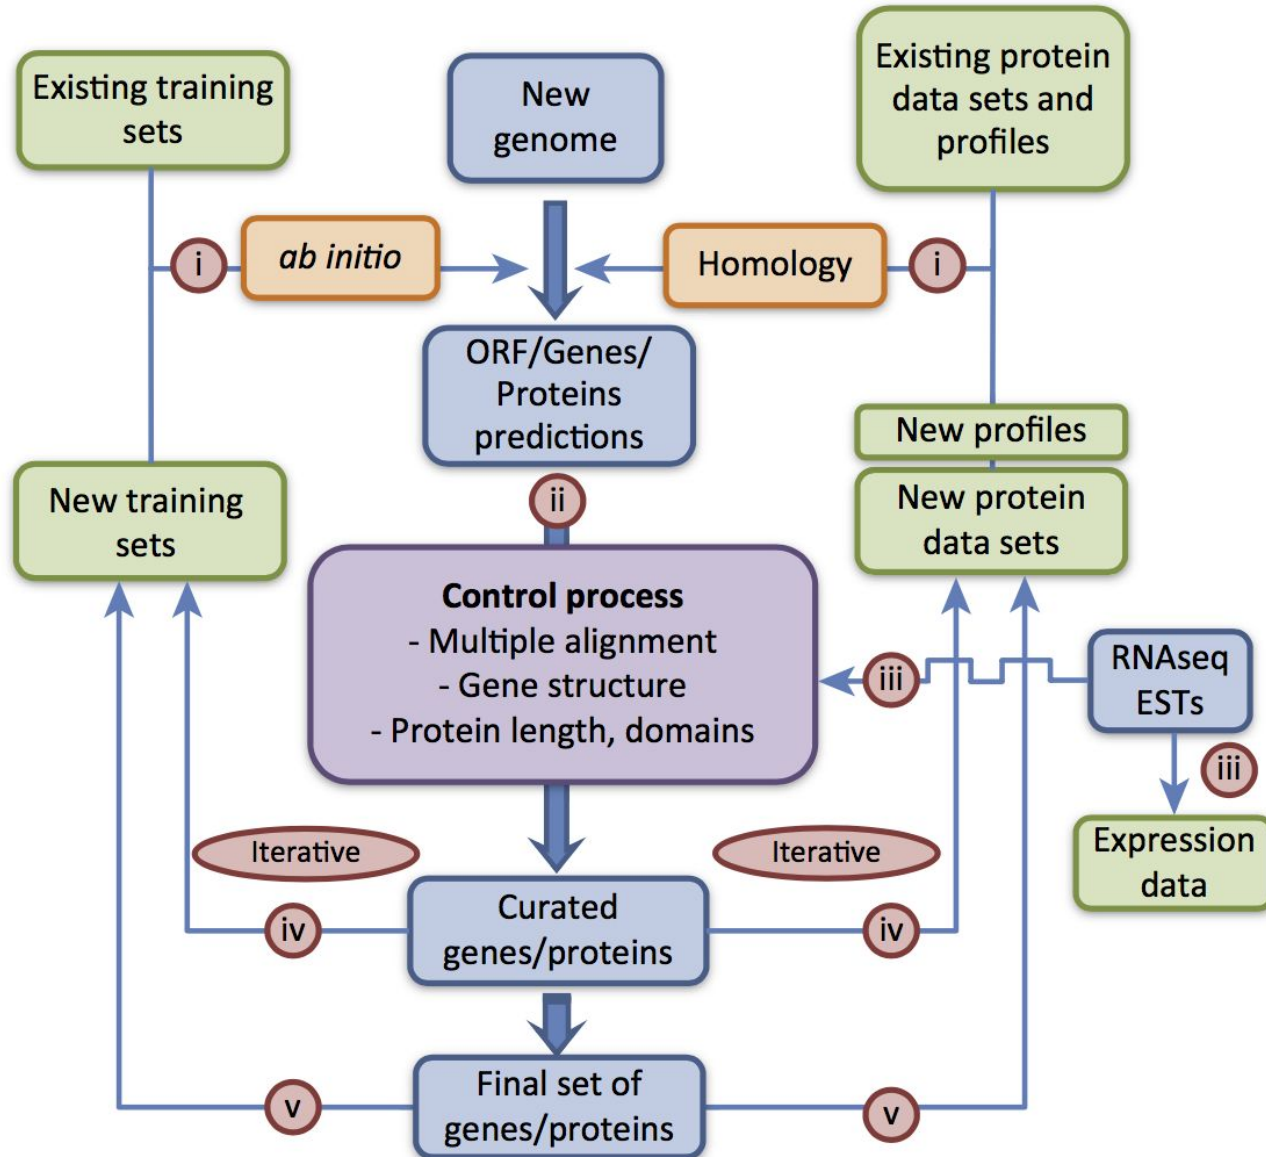 Existing training
sets
New
genome
Existing protein
data sets and
profiles
i
ab initio
Homology
i
ORF/Genes/
Proteins
predictions
New profiles
New training
sets
ii
New protein
data sets
Control process
- Multiple alignment
- Gene structure
- Protein length, domains
iii
RNAseq
ESTs
iii
Iterative
Iterative
Expression
data
iv
Curated
genes/proteins
iv
v
Final set of
genes/proteins
v